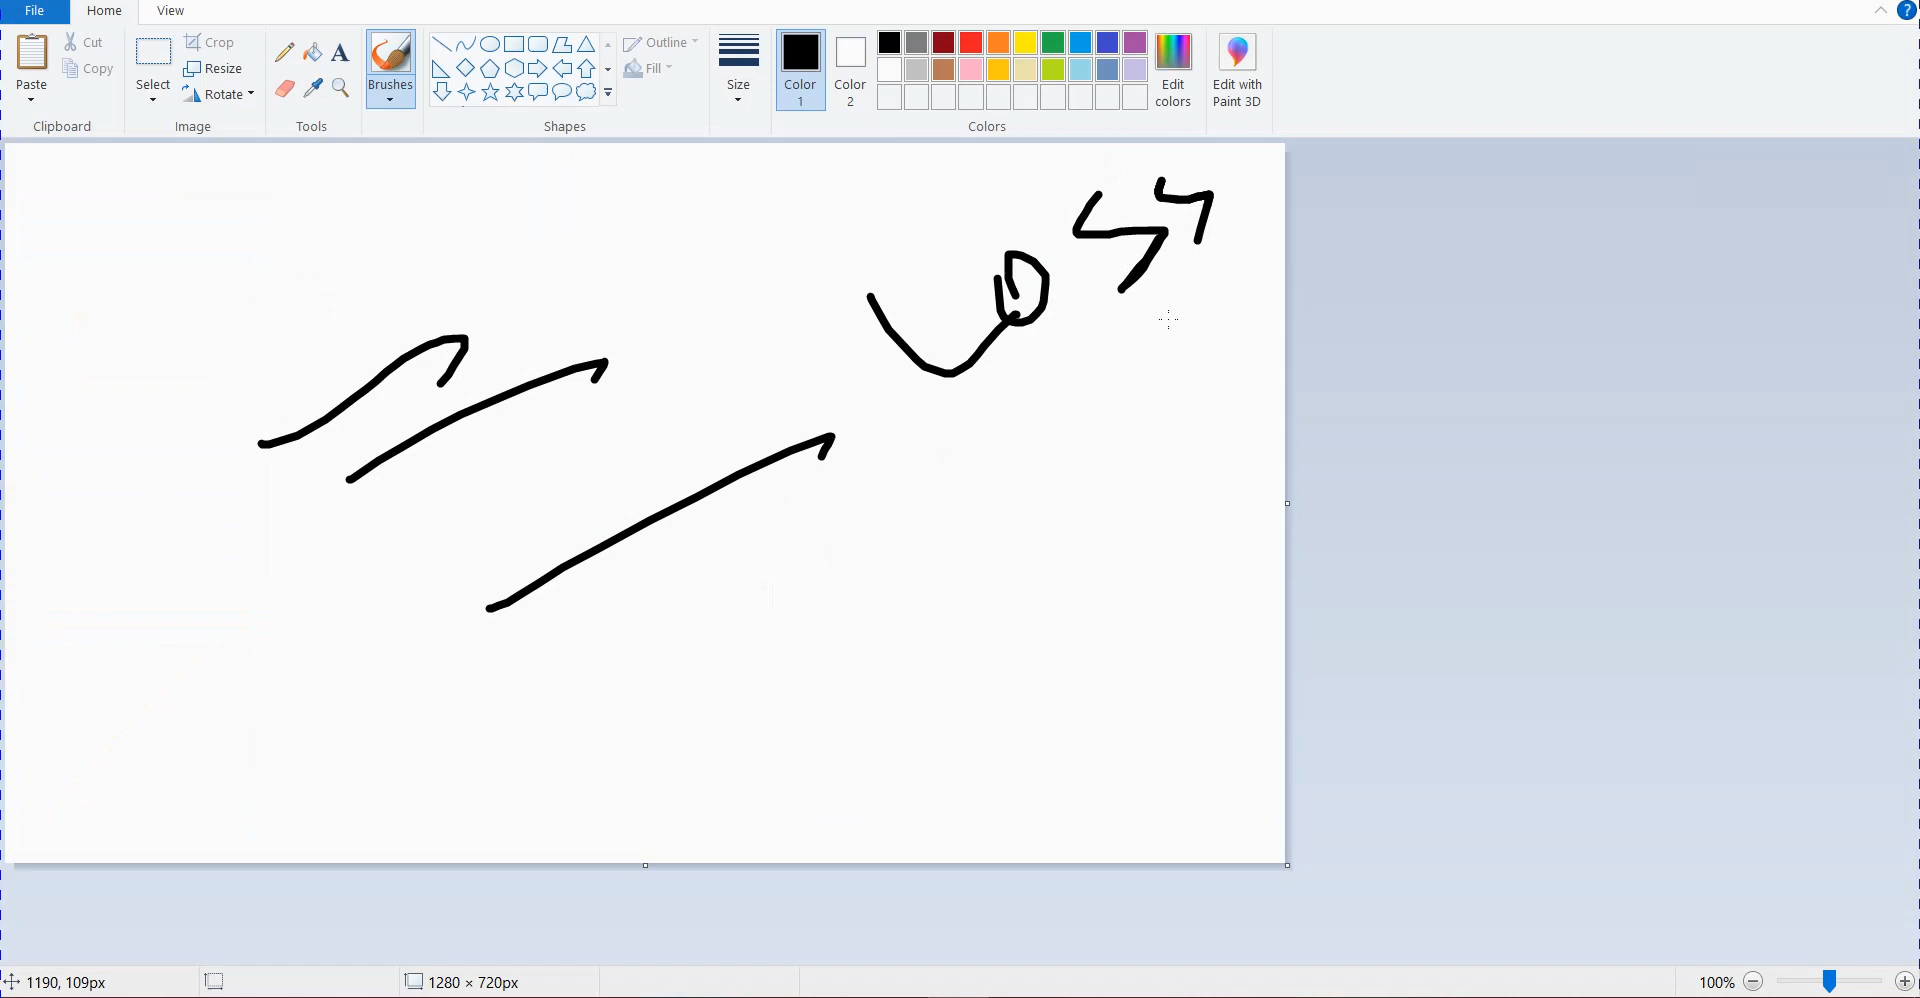 File Home View
Paste
Cut
Copy
Clipboard
Select
Crop
Resize
Rotate
Image
A
Tools
Brushes
Outline
Fill
Shapes
Size
Color 1
Color 2
Edit colors
Edit with Paint 3D
Colors
?
1190, 109px 1280 × 720px 100%